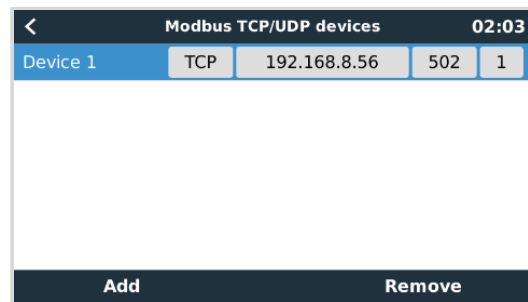 Modbus TCP/UDP devices 02:03
Device 1 TCP 192.168.8.56 502 1
Add Remove